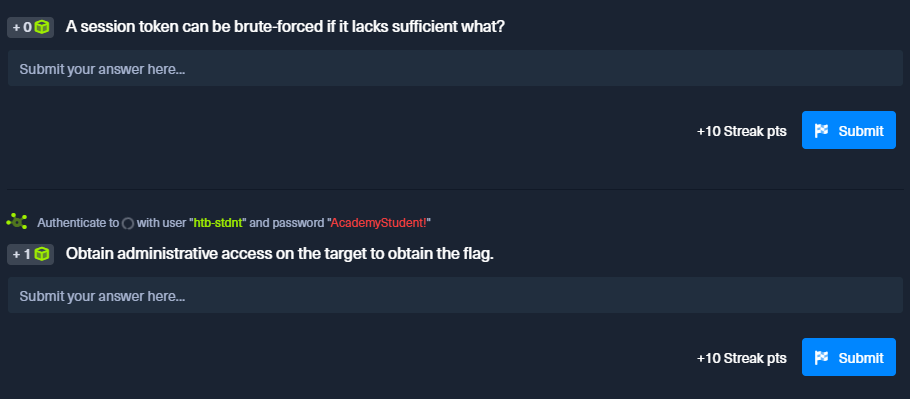 + 0 A session token can be brute-forced if it lacks sufficient what?
Submit your answer here...
+10 Streak pts Submit
Authenticate to with user "htb-stdnt" and password "AcademyStudent!"
+ 1 Obtain administrative access on the target to obtain the flag.
Submit your answer here...
+10 Streak pts Submit